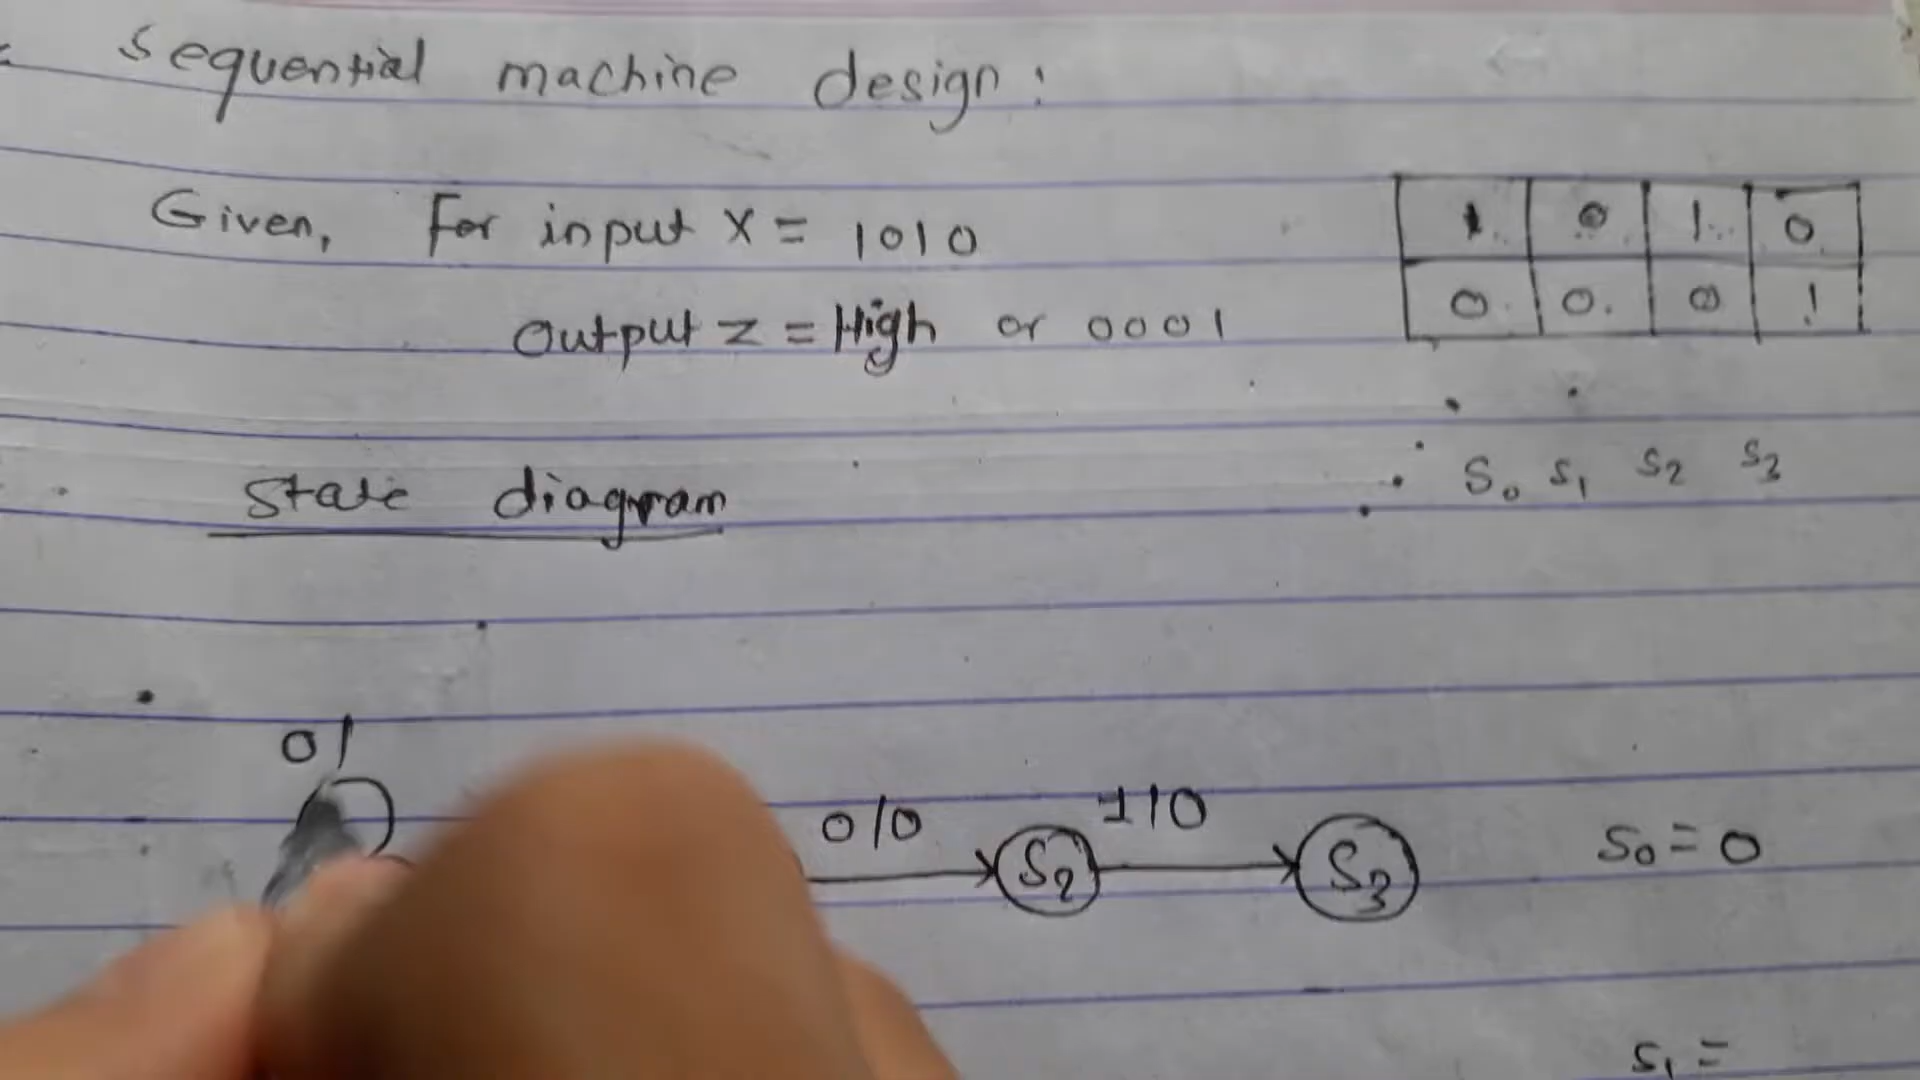 Sequential machine design:
Given, For input X = 1010
Output Z = High or 0001
1 0 1 0
0 0 0 1
S0 S1 S2 S3
State diagram
0/
0/0
1/0
S2
S3
S0 = 0
S1 =